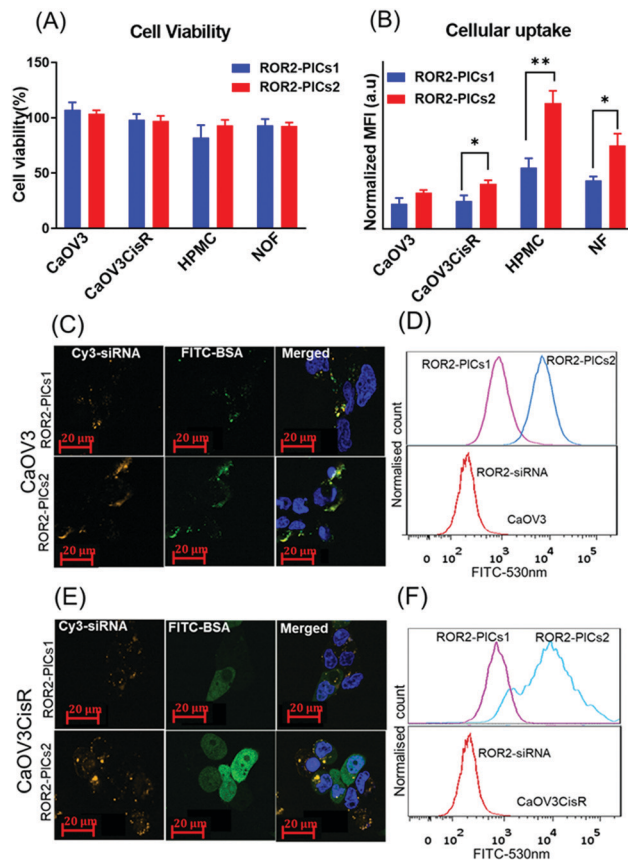 (A)
Cell Viability
ROR2-PICs1
ROR2-PICs2
Cell viability(%)
150
100
50
0
CaOV3
CaOV3CisR
HPMC
NOF
(B)
Cellular uptake
ROR2-PICs1
ROR2-PICs2
Normalized MFI (a.u)
*
**
*
CaOV3
CaOV3CisR
HPMC
NF
(C)
Cy3-siRNA FITC-BSA Merged
CaOV3
ROR2-PICs1
20 μm 20 μm 20 μm
ROR2-PICs2
20 μm 20 μm 20 μm
(D)
ROR2-PICs1 ROR2-PICs2
Normalised count
ROR2-siRNA
CaOV3
0 10² 10³ 10⁴ 10⁵
FITC-530nm
(E)
Cy3-siRNA FITC-BSA Merged
CaOV3CisR
ROR2-PICs1
20 μm 20 μm 20 μm
ROR2-PICs2
20 μm 20 μm 20 μm
(F)
ROR2-PICs1 ROR2-PICs2
Normalised count
ROR2-siRNA
CaOV3CisR
0 10² 10³ 10⁴ 10⁵
FITC-530nm